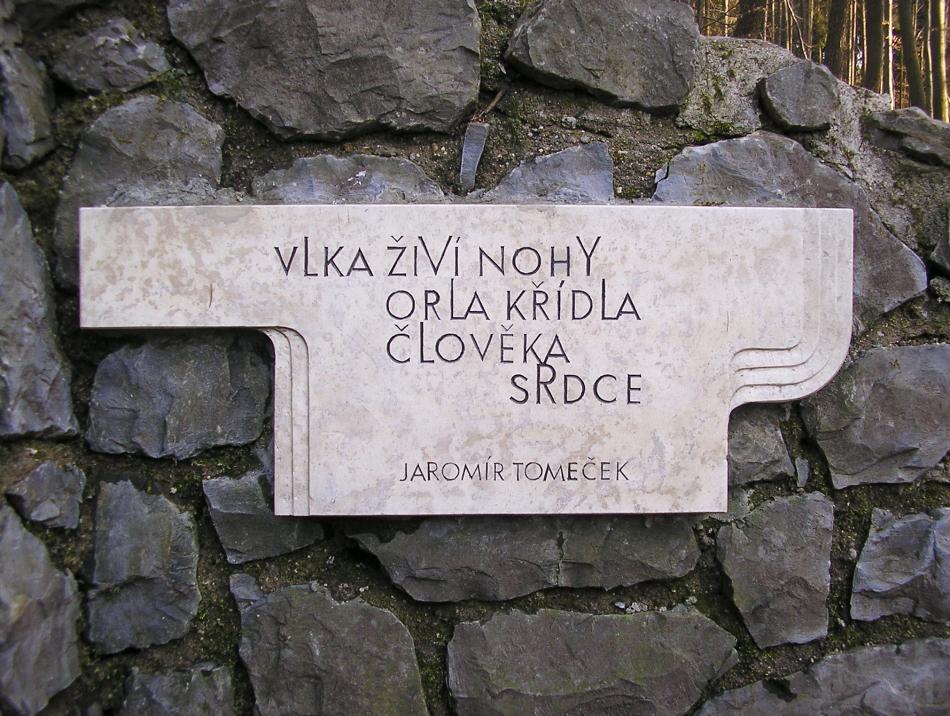 VLKA ŽIVÍ NOHY
ORLA KŘÍDLA
ČLOVĚKA
SRDCE
JAROMÍR TOMEČEK